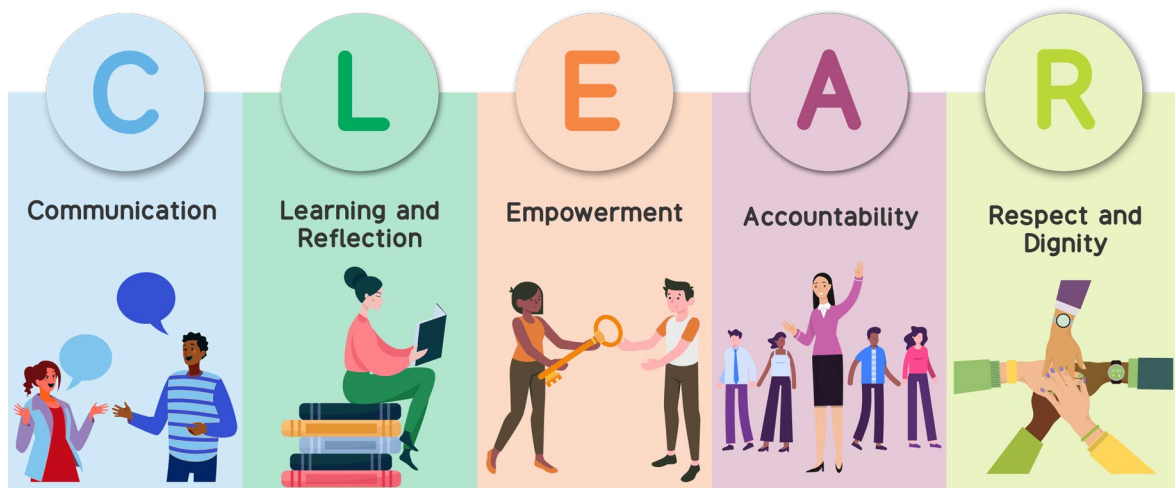 C
L
E
A
R
Communication
Learning and
Reflection
Empowerment
Accountability
Respect and
Dignity